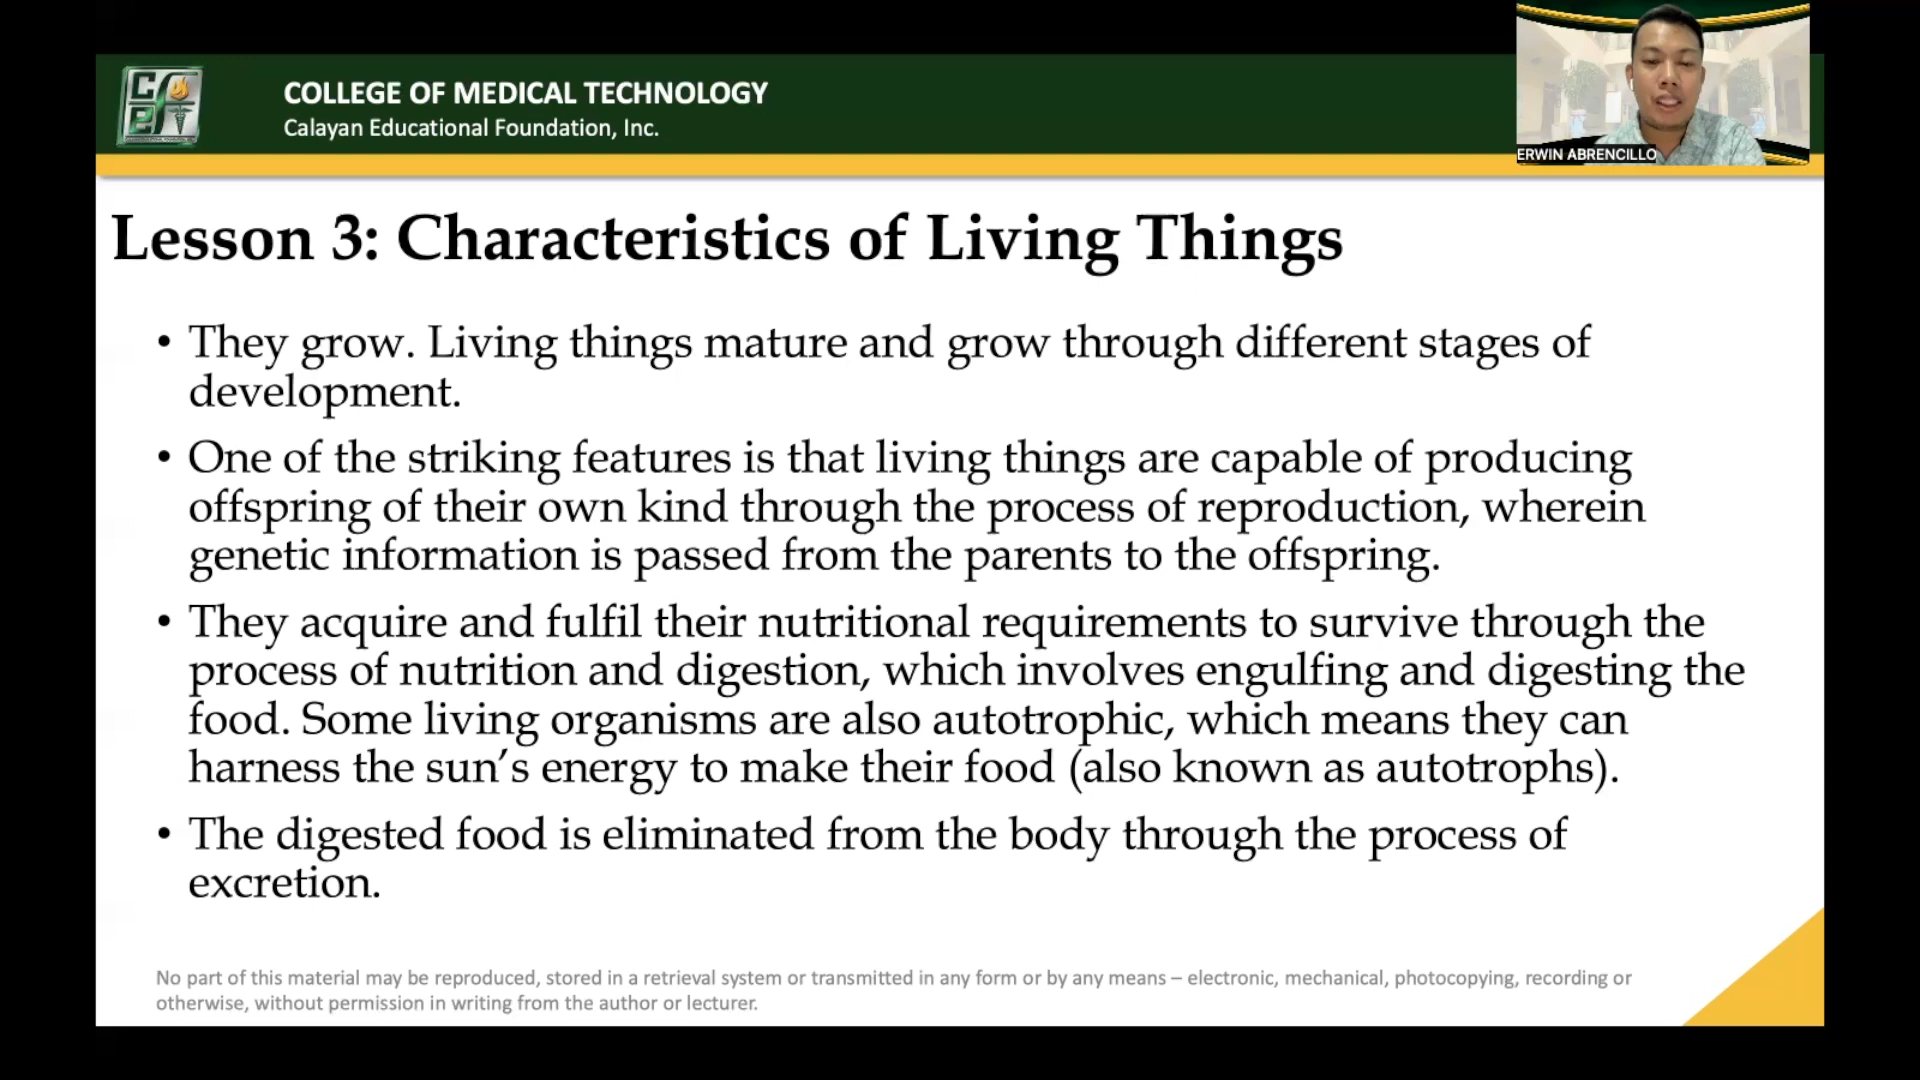 COLLEGE OF MEDICAL TECHNOLOGY
Calayan Educational Foundation, Inc.
ERWIN ABRENCILLO
Lesson 3: Characteristics of Living Things
• They grow. Living things mature and grow through different stages of
development.
• One of the striking features is that living things are capable of producing
offspring of their own kind through the process of reproduction, wherein
genetic information is passed from the parents to the offspring.
• They acquire and fulfil their nutritional requirements to survive through the
process of nutrition and digestion, which involves engulfing and digesting the
food. Some living organisms are also autotrophic, which means they can
harness the sun’s energy to make their food (also known as autotrophs).
• The digested food is eliminated from the body through the process of
excretion.
No part of this material may be reproduced, stored in a retrieval system or transmitted in any form or by any means – electronic, mechanical, photocopying, recording or
otherwise, without permission in writing from the author or lecturer.